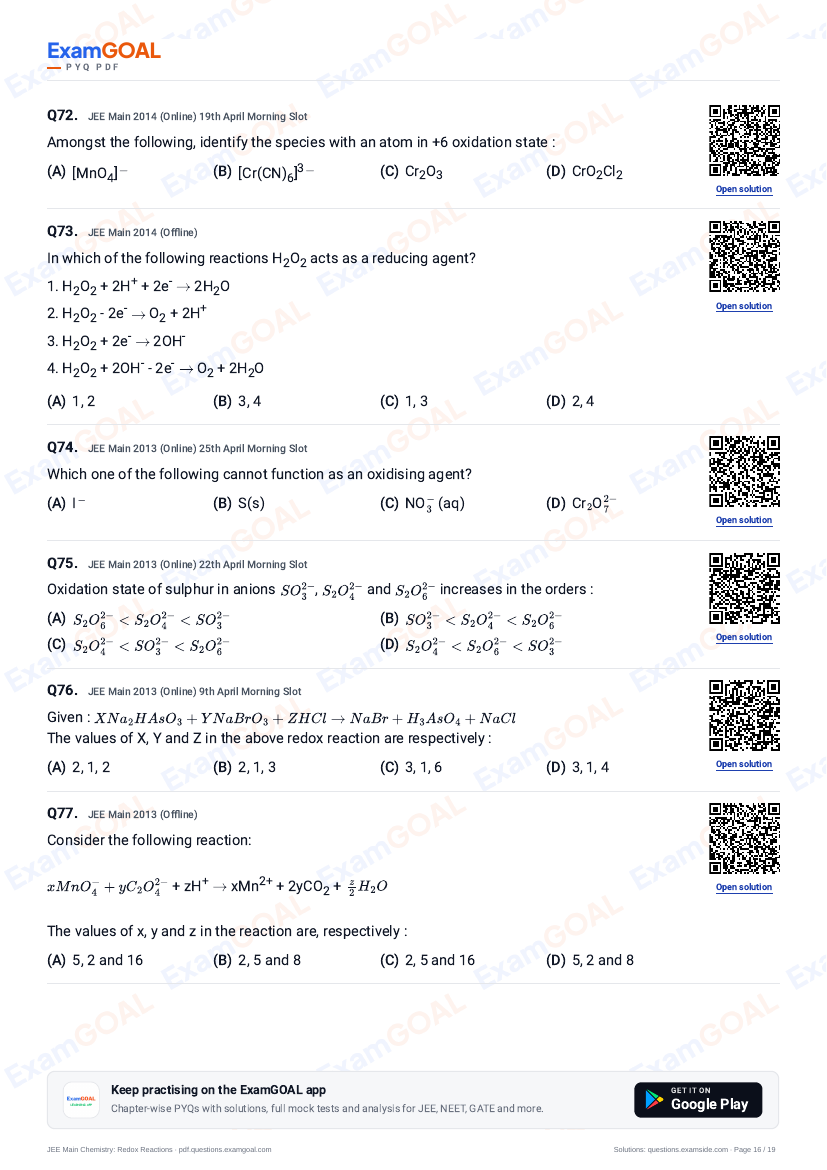 ExamGOAL
PYQ PDF
Q72. JEE Main 2014 (Online) 19th April Morning Slot
Amongst the following, identify the species with an atom in +6 oxidation state :
(A) [MnO₄]⁻ (B) [Cr(CN)₆]³⁻ (C) Cr₂O₃ (D) CrO₂Cl₂
Open solution
Q73. JEE Main 2014 (Offline)
In which of the following reactions H₂O₂ acts as a reducing agent?
1. H₂O₂ + 2H⁺ + 2e⁻ → 2H₂O
2. H₂O₂ - 2e⁻ → O₂ + 2H⁺
3. H₂O₂ + 2e⁻ → 2OH⁻
4. H₂O₂ + 2OH⁻ - 2e⁻ → O₂ + 2H₂O
(A) 1, 2 (B) 3, 4 (C) 1, 3 (D) 2, 4
Open solution
Q74. JEE Main 2013 (Online) 25th April Morning Slot
Which one of the following cannot function as an oxidising agent?
(A) I⁻ (B) S(s) (C) NO₃⁻ (aq) (D) Cr₂O₇²⁻
Open solution
Q75. JEE Main 2013 (Online) 22th April Morning Slot
Oxidation state of sulphur in anions SO₃²⁻, S₂O₄²⁻ and S₂O₆²⁻ increases in the orders :
(A) S₂O₆²⁻ < S₂O₄²⁻ < SO₃²⁻ (B) SO₃²⁻ < S₂O₄²⁻ < S₂O₆²⁻
(C) S₂O₄²⁻ < SO₃²⁻ < S₂O₆²⁻ (D) S₂O₄²⁻ < S₂O₆²⁻ < SO₃²⁻
Open solution
Q76. JEE Main 2013 (Online) 9th April Morning Slot
Given : XNa₂HAsO₃ + YNaBrO₃ + ZHCl → NaBr + H₃AsO₄ + NaCl
The values of X, Y and Z in the above redox reaction are respectively :
(A) 2, 1, 2 (B) 2, 1, 3 (C) 3, 1, 6 (D) 3, 1, 4
Open solution
Q77. JEE Main 2013 (Offline)
Consider the following reaction:
xMnO₄⁻ + yC₂O₄²⁻ + zH⁺ → xMn²⁺ + 2yCO₂ + z/2 H₂O
The values of x, y and z in the reaction are, respectively :
(A) 5, 2 and 16 (B) 2, 5 and 8 (C) 2, 5 and 16 (D) 5, 2 and 8
Open solution
Keep practising on the ExamGOAL app
Chapter-wise PYQs with solutions, full mock tests and analysis for JEE, NEET, GATE and more.
GET IT ON
Google Play
JEE Main Chemistry: Redox Reactions · pdf.questions.examgoal.com Solutions: questions.examside.com · Page 16 / 19